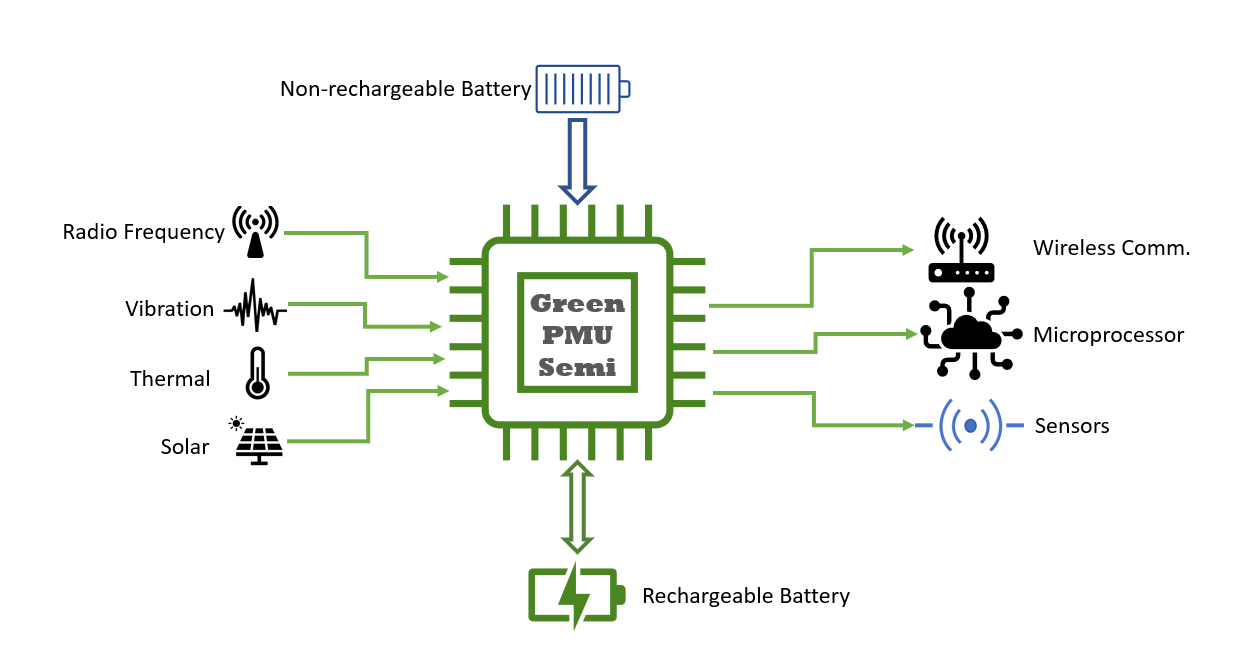 Non-rechargeable Battery
Radio Frequency
Vibration
Thermal
Solar
Green
PMU
Semi
Wireless Comm.
Microprocessor
Sensors
Rechargeable Battery